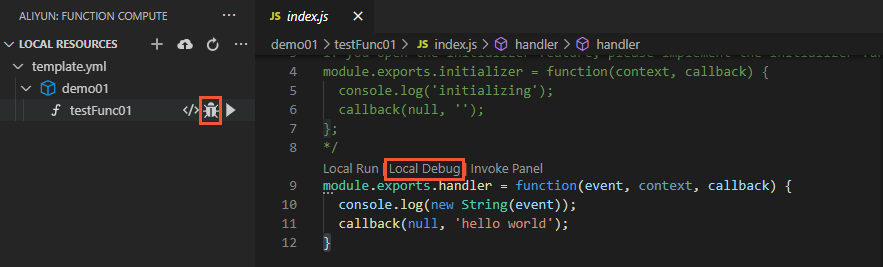 ALIYUN: FUNCTION COMPUTE
LOCAL RESOURCES
template.yml
demo01
testFunc01
JS index.js
demo01 > testFunc01 > JS index.js > handler > handler
4 module.exports.initializer = function(context, callback) {
5 console.log('initializing');
6 callback(null, '');
7 };
8 */
Local Run | Local Debug | Invoke Panel
9 module.exports.handler = function(event, context, callback) {
10 console.log(new String(event));
11 callback(null, 'hello world');
12 }